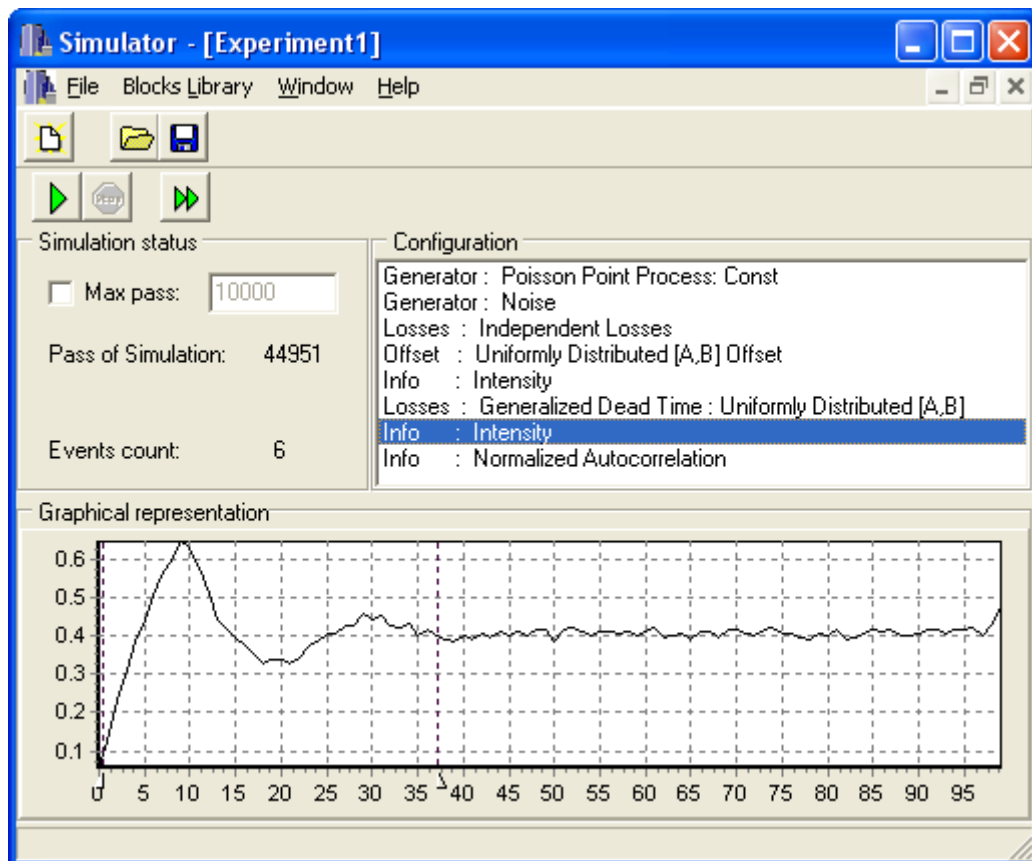 Simulator - [Experiment1]
File Blocks Library Window Help
Simulation status
Max pass: 10000
Pass of Simulation: 44951
Events count: 6
Configuration
Generator : Poisson Point Process: Const
Generator : Noise
Losses : Independent Losses
Offset : Uniformly Distributed [A,B] Offset
Info : Intensity
Losses : Generalized Dead Time : Uniformly Distributed [A,B]
Info : Intensity
Info : Normalized Autocorrelation
Graphical representation
0.6
0.5
0.4
0.3
0.2
0.1
0 5 10 15 20 25 30 35 40 45 50 55 60 65 70 75 80 85 90 95